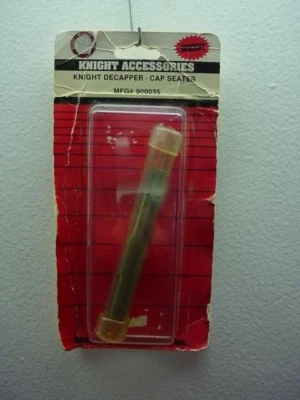 KNIGHT ACCESSORIES
KNIGHT DECAPPER - CAP SEATER
MFG# 900035